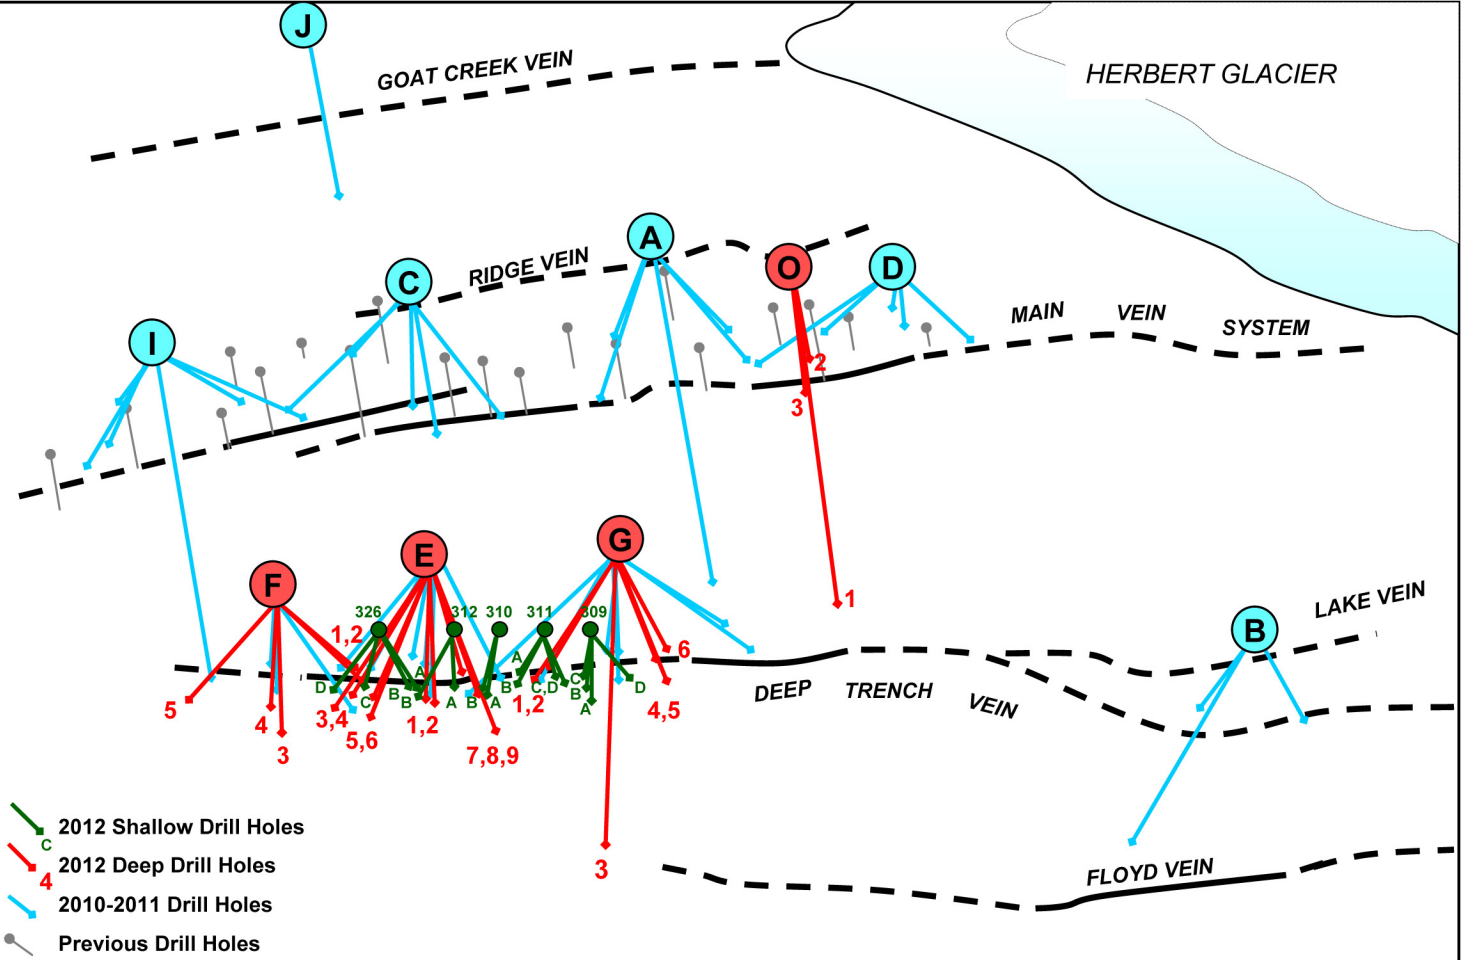 J
GOAT CREEK VEIN
HERBERT GLACIER
A
O
D
C
RIDGE VEIN
I
MAIN VEIN SYSTEM
2
3
F
E
G
1
326
312
310
311
309
1,2
B
LAKE VEIN
6
A
A
D
C
B
B
A
B
A
B
C,D
C
B
A
D
5
4
3
3,4
5,6
1,2
7,8,9
1,2
4,5
DEEP TRENCH VEIN
3
FLOYD VEIN
C
2012 Shallow Drill Holes
4
2012 Deep Drill Holes
2010-2011 Drill Holes
Previous Drill Holes